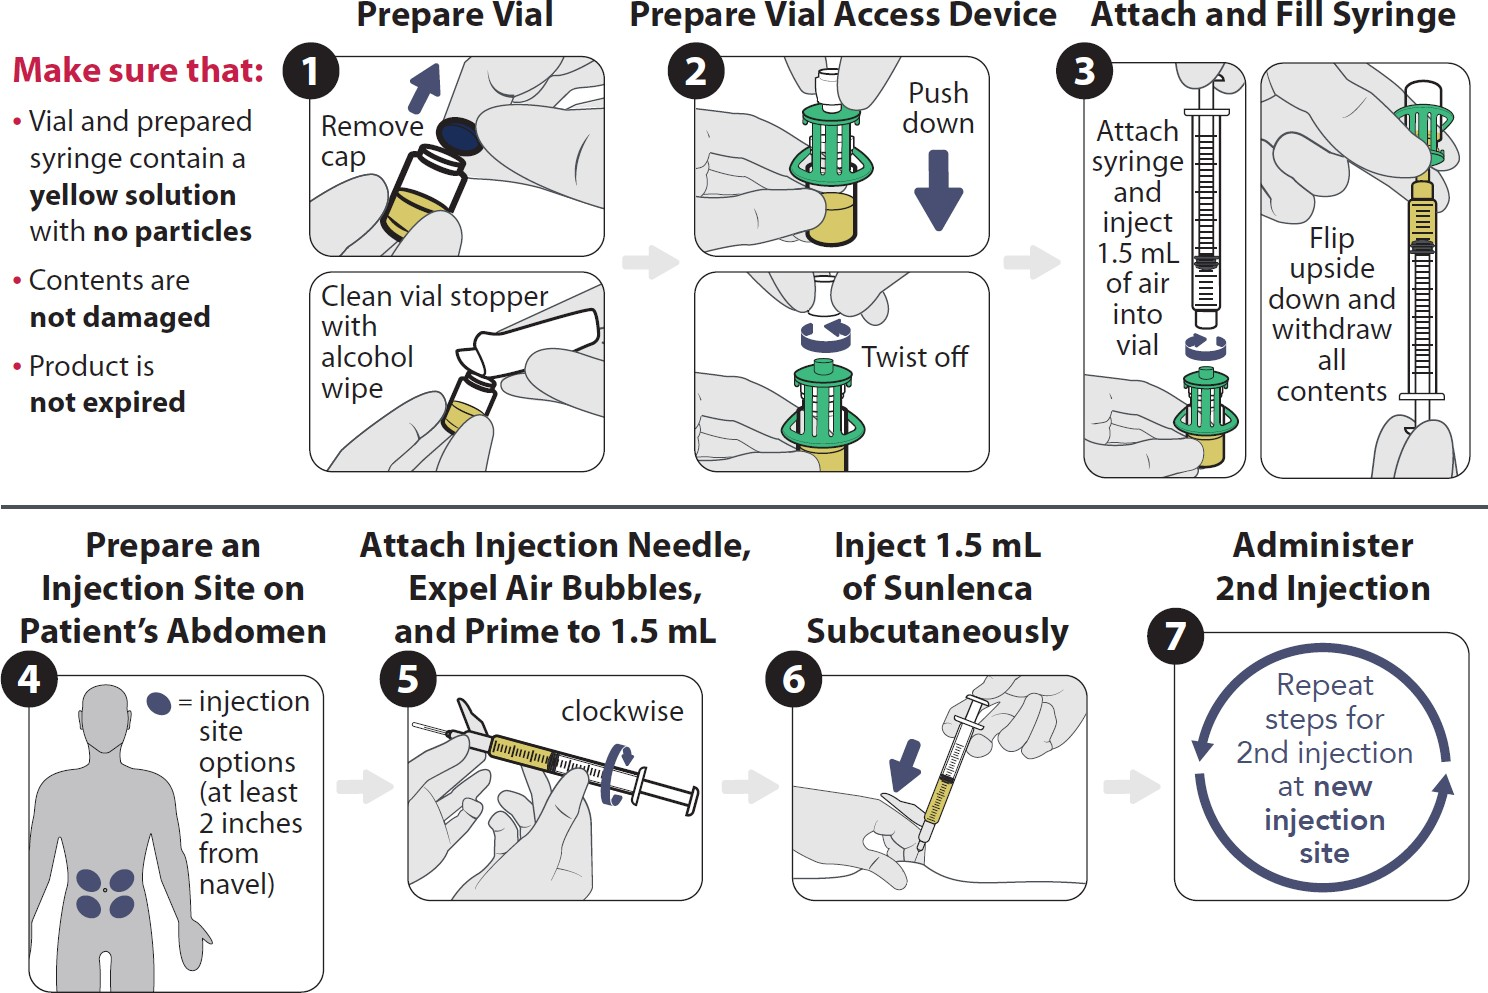 Prepare Vial
Prepare Vial Access Device
Attach and Fill Syringe
Make sure that:
• Vial and prepared
syringe contain a
yellow solution
with no particles
• Contents are
not damaged
• Product is
not expired
1
Remove
cap
Clean vial stopper
with
alcohol
wipe
2
Push
down
Twist off
3
Attach
syringe
and
inject
1.5 mL
of air
into
vial
Flip
upside
down and
withdraw
all
contents
Prepare an
Injection Site on
Patient's Abdomen
4
= injection
site
options
(at least
2 inches
from
navel)
Attach Injection Needle,
Expel Air Bubbles,
and Prime to 1.5 mL
5
clockwise
Inject 1.5 mL
of Sunlenca
Subcutaneously
6
Administer
2nd Injection
7
Repeat
steps for
2nd injection
at new
injection
site